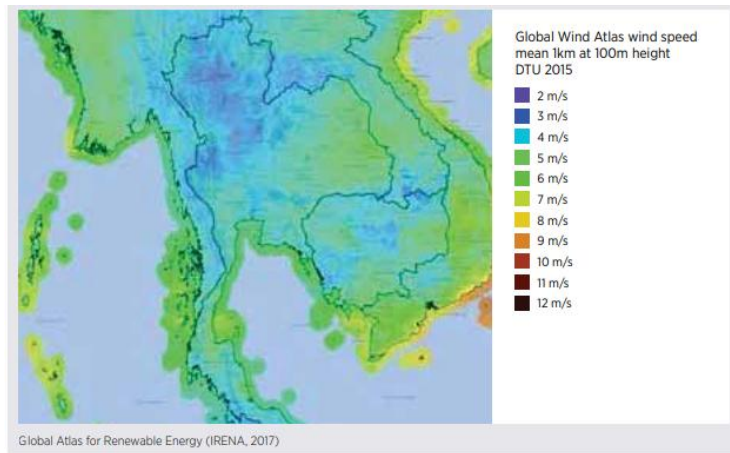 Global Wind Atlas wind speed
mean 1km at 100m height
DTU 2015
2 m/s
3 m/s
4 m/s
5 m/s
6 m/s
7 m/s
8 m/s
9 m/s
10 m/s
11 m/s
12 m/s
Global Atlas for Renewable Energy (IRENA, 2017)